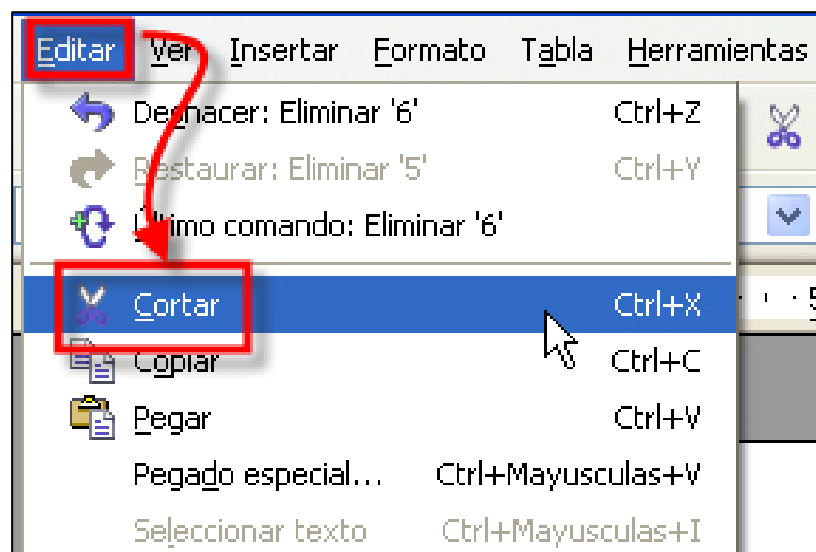 Editar Ver Insertar Formato Tabla Herramientas
Deshacer: Eliminar '6' Ctrl+Z
Restaurar: Eliminar '5' Ctrl+Y
Último comando: Eliminar '6'
Cortar Ctrl+X
Copiar Ctrl+C
Pegar Ctrl+V
Pegado especial... Ctrl+Mayusculas+V
Seleccionar texto Ctrl+Mayusculas+I